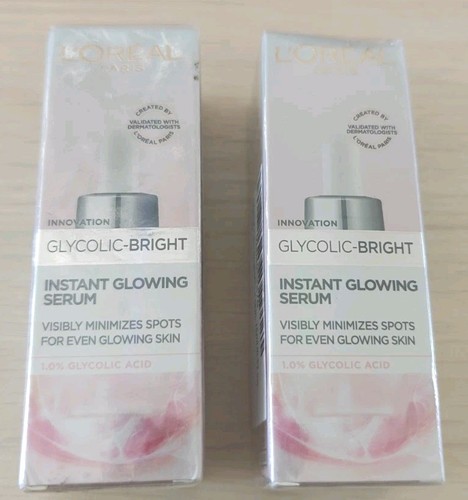 L'ORÉAL
PARIS
CREATED BY
VALIDATED WITH
DERMATOLOGISTS
L'ORÉAL PARIS
INNOVATION
GLYCOLIC-BRIGHT
INSTANT GLOWING
SERUM
VISIBLY MINIMIZES SPOTS
FOR EVEN GLOWING SKIN
1.0% GLYCOLIC ACID
L'ORÉAL
CREATED BY
VALIDATED WITH
DERMATOLOGISTS
L'ORÉAL PARIS
INNOVATION
GLYCOLIC-BRIGHT
INSTANT GLOWING
SERUM
VISIBLY MINIMIZES SPOTS
FOR EVEN GLOWING SKIN
1.0% GLYCOLIC ACID